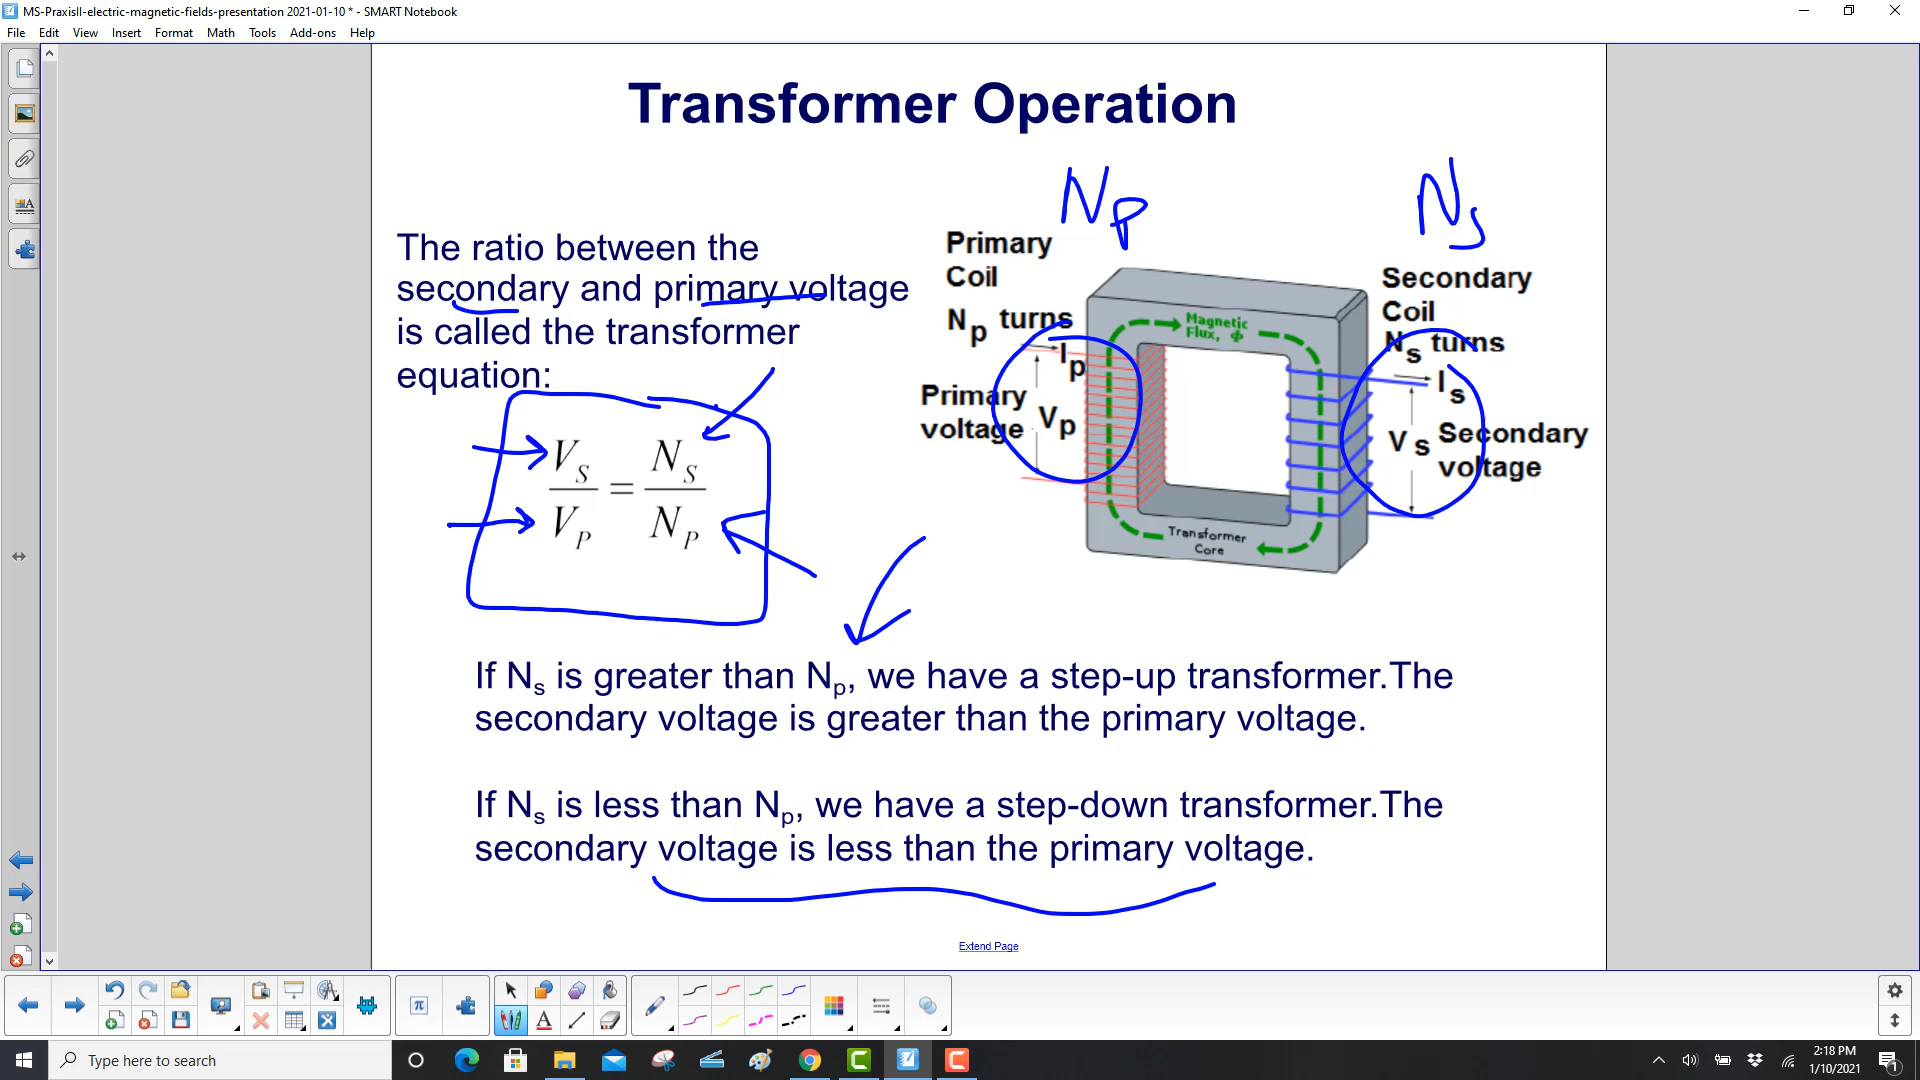 MS-PraxisII-electric-magnetic-fields-presentation 2021-01-10 * - SMART Notebook
File Edit View Insert Format Math Tools Add-ons Help
Transformer Operation
Np
Ns
The ratio between the
secondary and primary voltage
is called the transformer
equation:
V_S / V_P = N_S / N_P
Primary
Coil
Np turns
Ip
Primary
voltage
Vp
Magnetic
Flux, Φ
Transformer
Core
Secondary
Coil
Ns turns
Is
Vs
Secondary
voltage
If Ns is greater than Np, we have a step-up transformer.The
secondary voltage is greater than the primary voltage.
If Ns is less than Np, we have a step-down transformer.The
secondary voltage is less than the primary voltage.
Extend Page
π
A
Type here to search
2:18 PM
1/10/2021
1